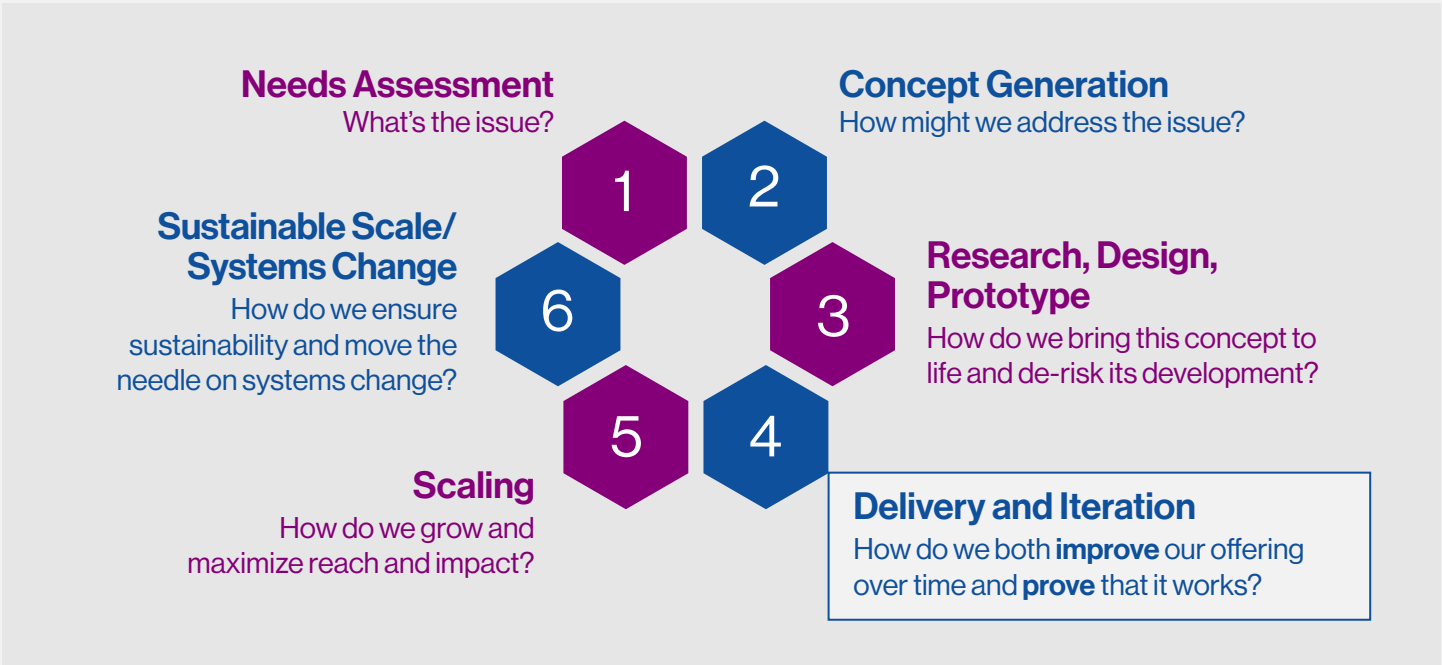 Needs Assessment
What’s the issue?
1
2
Concept Generation
How might we address the issue?
3
Research, Design,
Prototype
How do we bring this concept to
life and de-risk its development?
4
Delivery and Iteration
How do we both improve our offering
over time and prove that it works?
5
Scaling
How do we grow and
maximize reach and impact?
6
Sustainable Scale/
Systems Change
How do we ensure
sustainability and move the
needle on systems change?